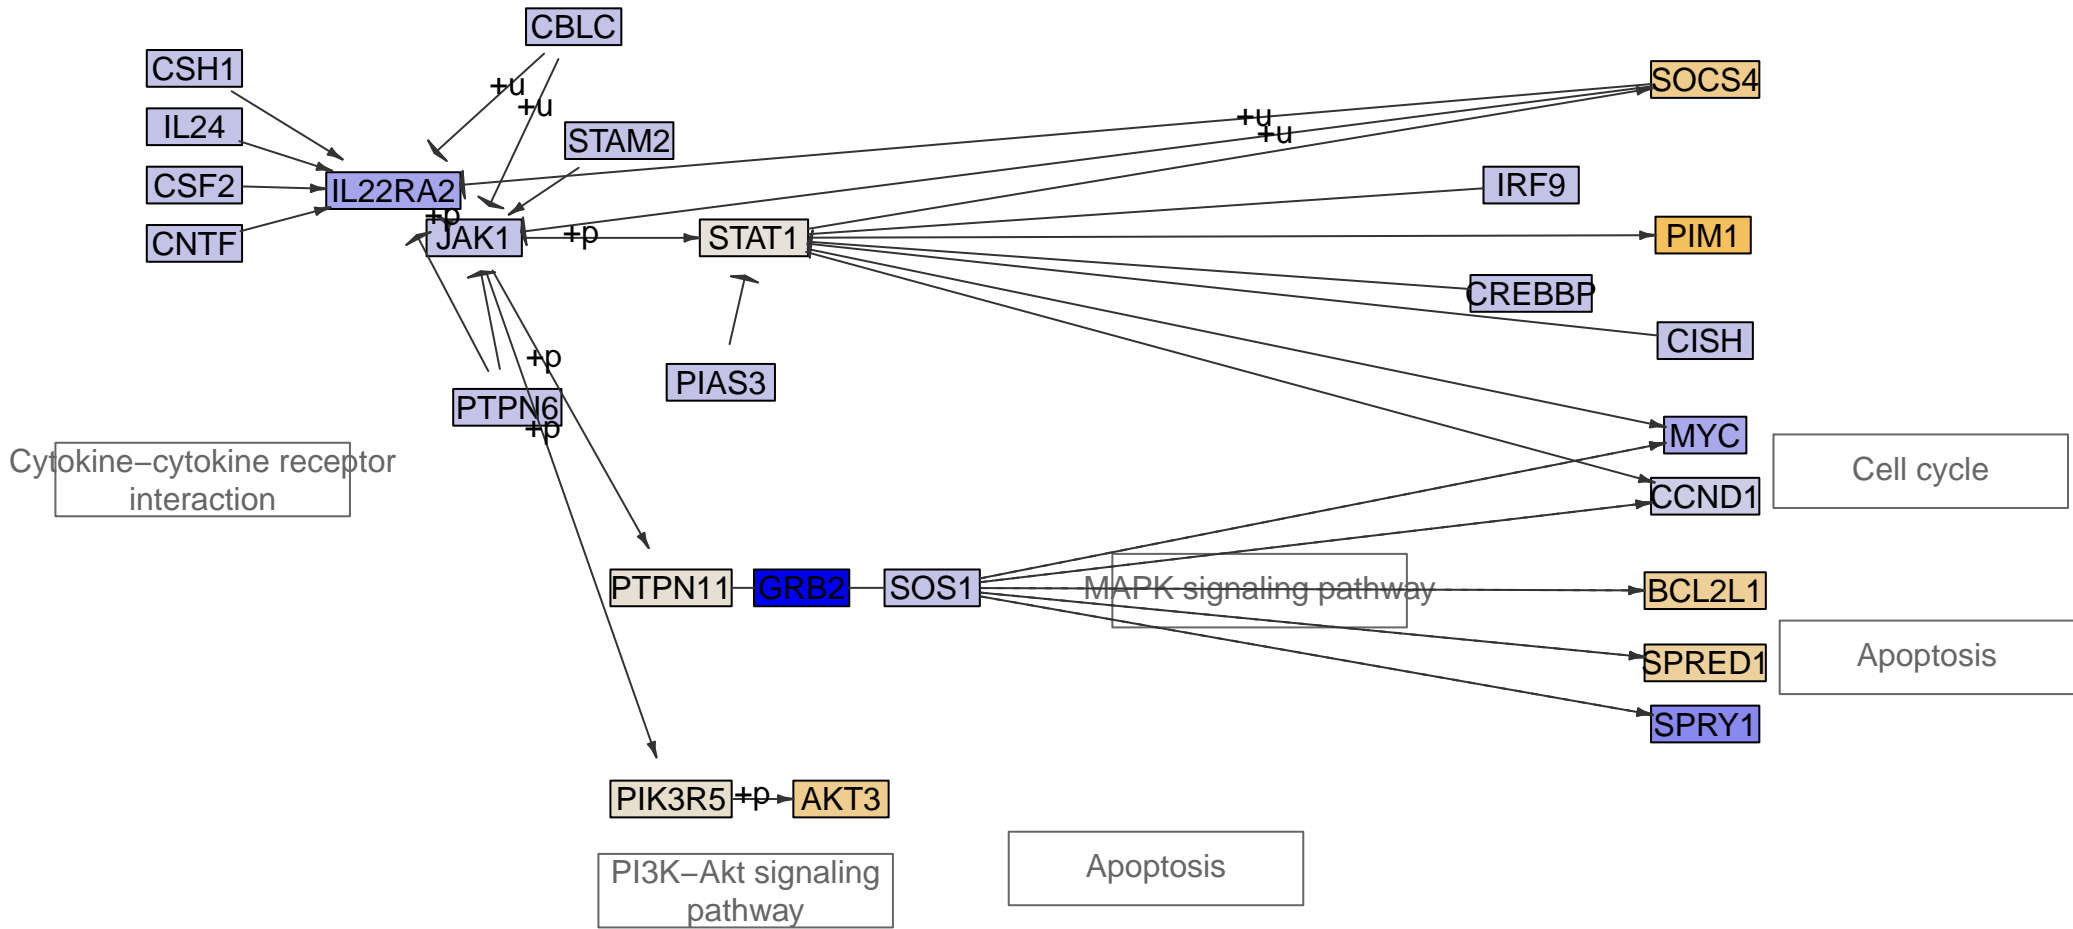 CBLC
CSH1
+u
SOCS4
+u
+u
IL24
+u
STAM2
CSF2
IL22RA2
IRF9
+p
CNTF
JAK1
+p
STAT1
PIM1
CREBBP
CISH
+p
PIAS3
PTPN6
+p
MYC
Cytokine−cytokine receptor
interaction
Cell cycle
CCND1
PTPN11
GRB2
SOS1
MAPK signaling pathway
BCL2L1
SPRED1
Apoptosis
SPRY1
PIK3R5
+p
AKT3
PI3K−Akt signaling
pathway
Apoptosis